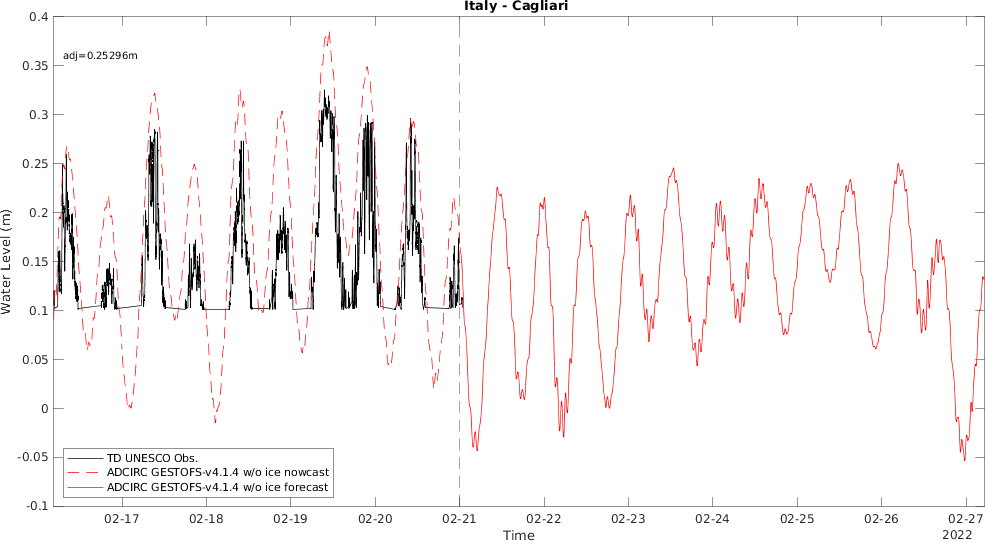 Italy - Cagliari
0.4
0.35
0.3
0.25
0.2
0.15
0.1
0.05
0
-0.05
-0.1
Water Level (m)
adj=0.25296m
TD UNESCO Obs.
ADCIRC GESTOFS-v4.1.4 w/o ice nowcast
ADCIRC GESTOFS-v4.1.4 w/o ice forecast
02-17 02-18 02-19 02-20 02-21 02-22 02-23 02-24 02-25 02-26 02-27
Time
2022